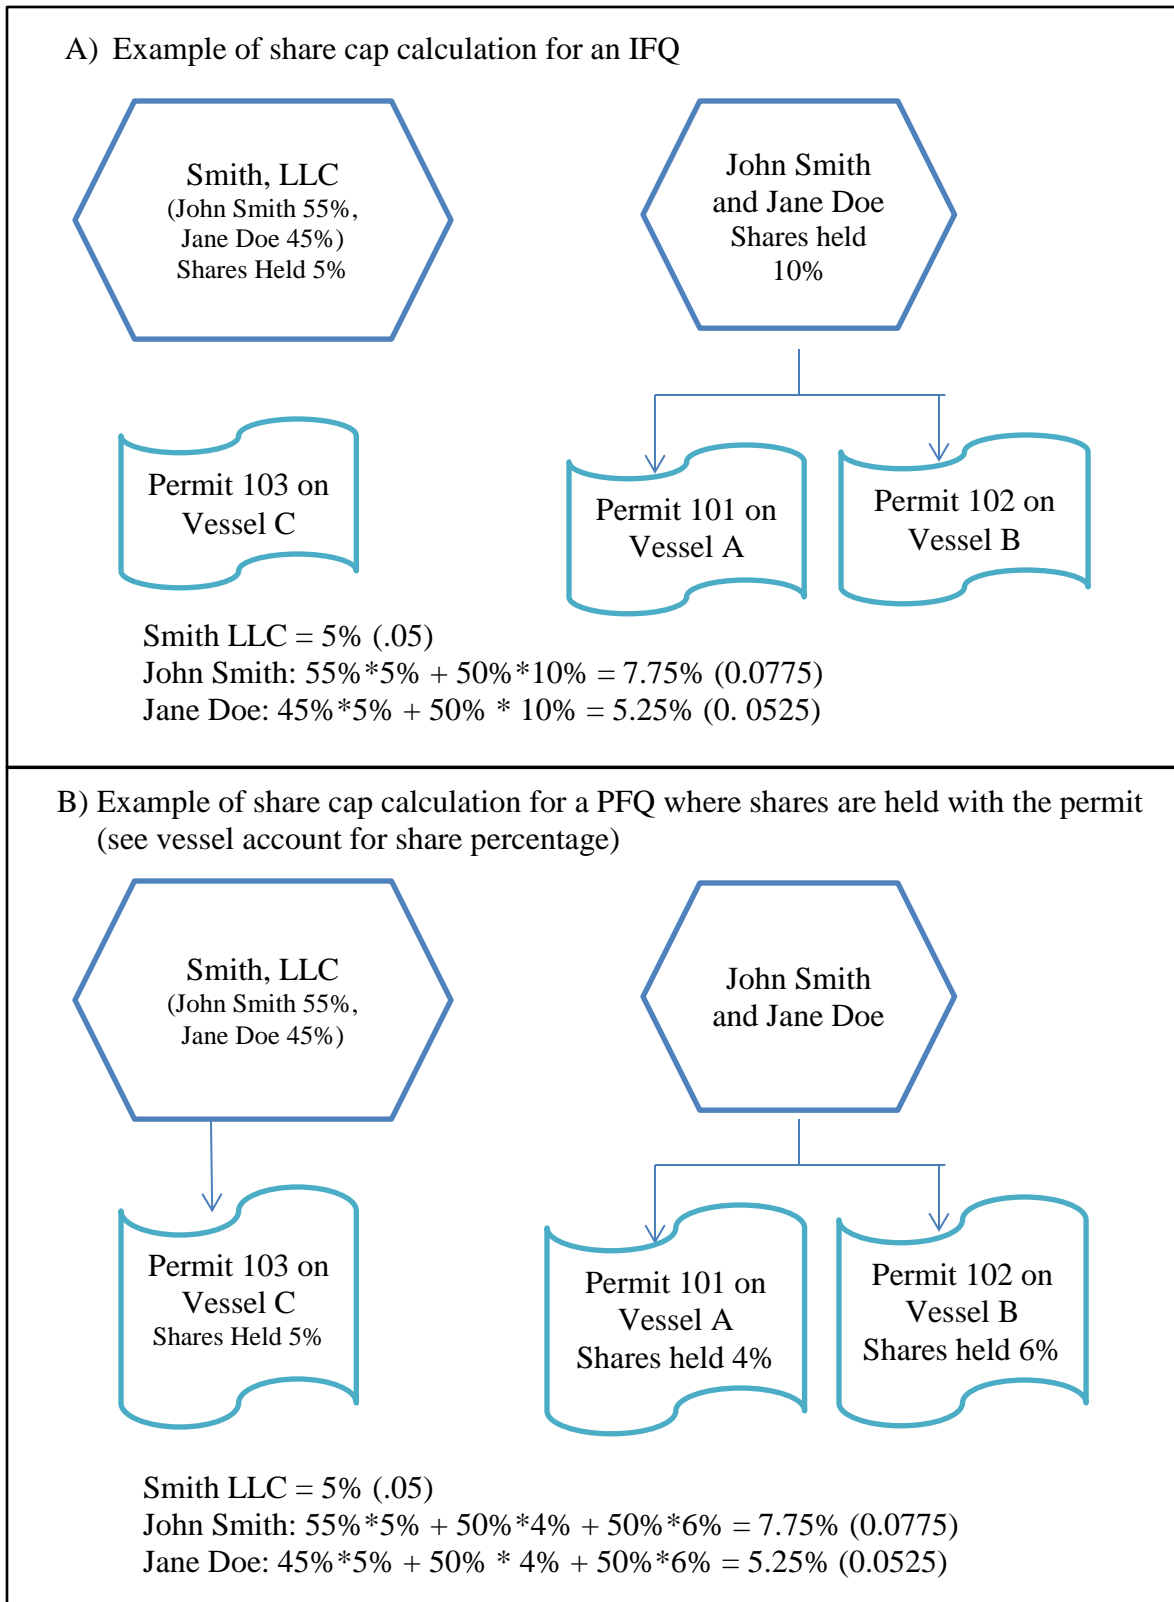 A) Example of share cap calculation for an IFQ
Smith, LLC
(John Smith 55%,
Jane Doe 45%)
Shares Held 5%
John Smith
and Jane Doe
Shares held
10%
Permit 103 on
Vessel C
Permit 101 on
Vessel A
Permit 102 on
Vessel B
Smith LLC = 5% (.05)
John Smith: 55%*5% + 50%*10% = 7.75% (0.0775)
Jane Doe: 45%*5% + 50% * 10% = 5.25% (0. 0525)
B) Example of share cap calculation for a PFQ where shares are held with the permit
(see vessel account for share percentage)
Smith, LLC
(John Smith 55%,
Jane Doe 45%)
John Smith
and Jane Doe
Permit 103 on
Vessel C
Shares Held 5%
Permit 101 on
Vessel A
Shares held 4%
Permit 102 on
Vessel B
Shares held 6%
Smith LLC = 5% (.05)
John Smith: 55%*5% + 50%*4% + 50%*6% = 7.75% (0.0775)
Jane Doe: 45%*5% + 50% * 4% + 50%*6% = 5.25% (0.0525)